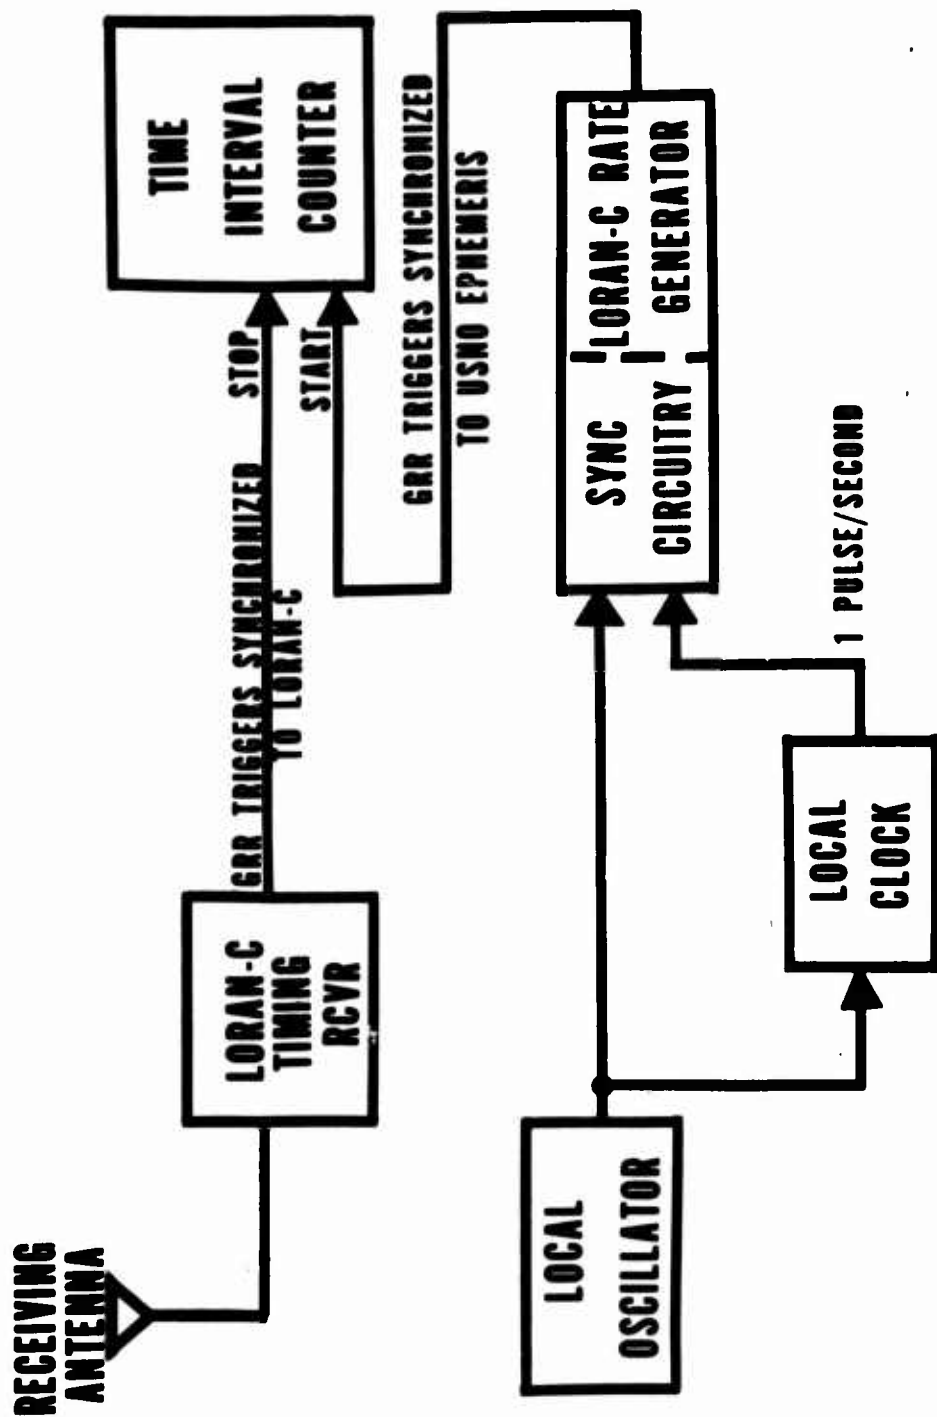 RECEIVING
ANTENNA
LORAN-C
TIMING
RCVR
GRR TRIGGERS SYNCHRONIZED
TO LORAN-C
STOP
START
TIME
INTERVAL
COUNTER
GRR TRIGGERS SYNCHRONIZED
TO USNO EPHEMERIS
LOCAL
OSCILLATOR
SYNC
CIRCUITRY
LORAN-C RATE
GENERATOR
LOCAL
CLOCK
1 PULSE/SECOND